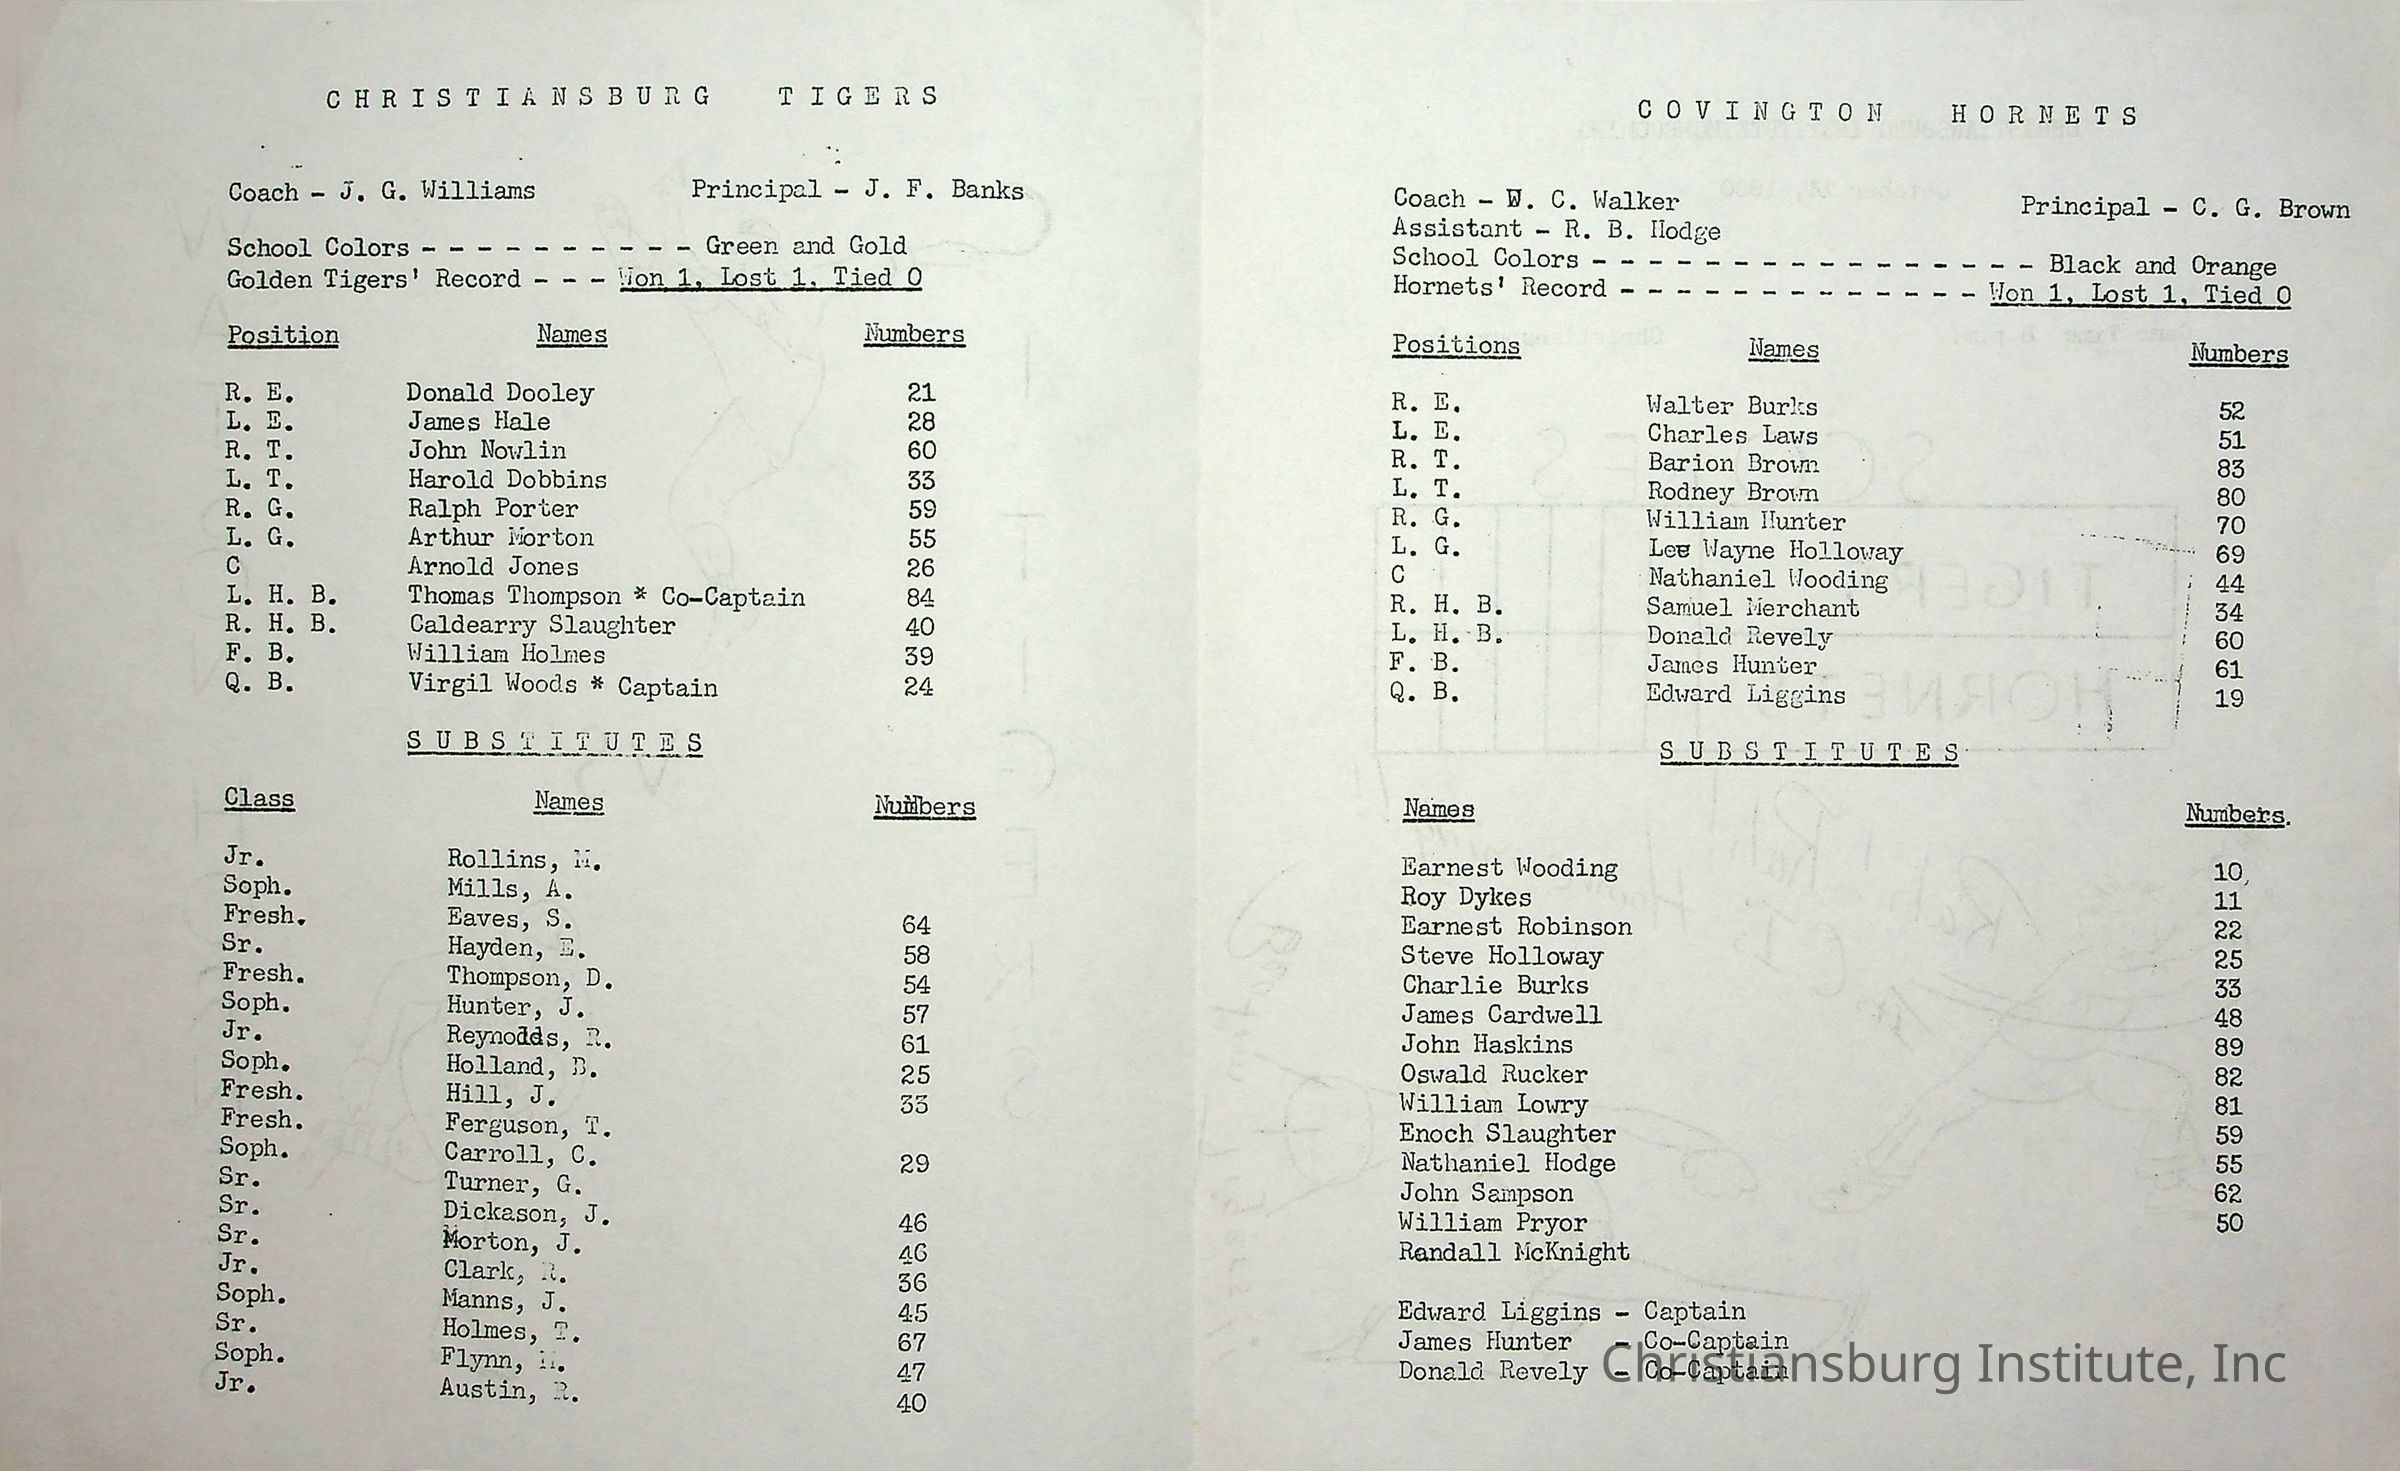 CHRISTIANSBURG TIGERS
Coach - J. G. Williams Principal - J. F. Banks
School Colors - - - - - - - - - - Green and Gold
Golden Tigers' Record - - - Won 1, Lost 1, Tied 0
Position Names Numbers
R. E. Donald Dooley 21
L. E. James Hale 28
R. T. John Nowlin 60
L. T. Harold Dobbins 33
R. G. Ralph Porter 59
L. G. Arthur Morton 55
C Arnold Jones 26
L. H. B. Thomas Thompson * Co-Captain 84
R. H. B. Caldearry Slaughter 40
F. B. William Holmes 39
Q. B. Virgil Woods * Captain 24
SUBSTITUTES
Class Names Numbers
Jr. Rollins, M.
Soph. Mills, A.
Fresh. Eaves, S. 64
Sr. Hayden, E. 58
Fresh. Thompson, D. 54
Soph. Hunter, J. 57
Jr. Reynodds, R. 61
Soph. Holland, B. 25
Fresh. Hill, J. 33
Fresh. Ferguson, T.
Soph. Carroll, C. 29
Sr. Turner, G.
Sr. Dickason, J. 46
Sr. Morton, J. 46
Jr. Clark, R. 36
Soph. Manns, J. 45
Sr. Holmes, T. 67
Soph. Flynn, 47
Jr. Austin, R. 40
COVINGTON HORNETS
Coach - W. C. Walker Principal - C. G. Brown
Assistant - R. B. Hodge
School Colors - - - - - - - - - - - - - - - - Black and Orange
Hornets' Record - - - - - - - - - - - - - Won 1, Lost 1, Tied 0
Positions Names Numbers
R. E. Walter Burks 52
L. E. Charles Laws 51
R. T. Barion Brown 83
L. T. Rodney Brown 80
R. G. William Hunter 70
L. G. Lee Wayne Holloway 69
C Nathaniel Wooding 44
R. H. B. Samuel Merchant 34
L. H. B. Donald Revely 60
F. B. James Hunter 61
Q. B. Edward Liggins 19
SUBSTITUTES
Names Numbers.
Earnest Wooding 10
Roy Dykes 11
Earnest Robinson 22
Steve Holloway 25
Charlie Burks 33
James Cardwell 48
John Haskins 89
Oswald Rucker 82
William Lowry 81
Enoch Slaughter 59
Nathaniel Hodge 55
John Sampson 62
William Pryor 50
Randall McKnight
Edward Liggins - Captain
James Hunter - Co-Captain
Donald Revely - Co-Captain
Christiansburg Institute, Inc